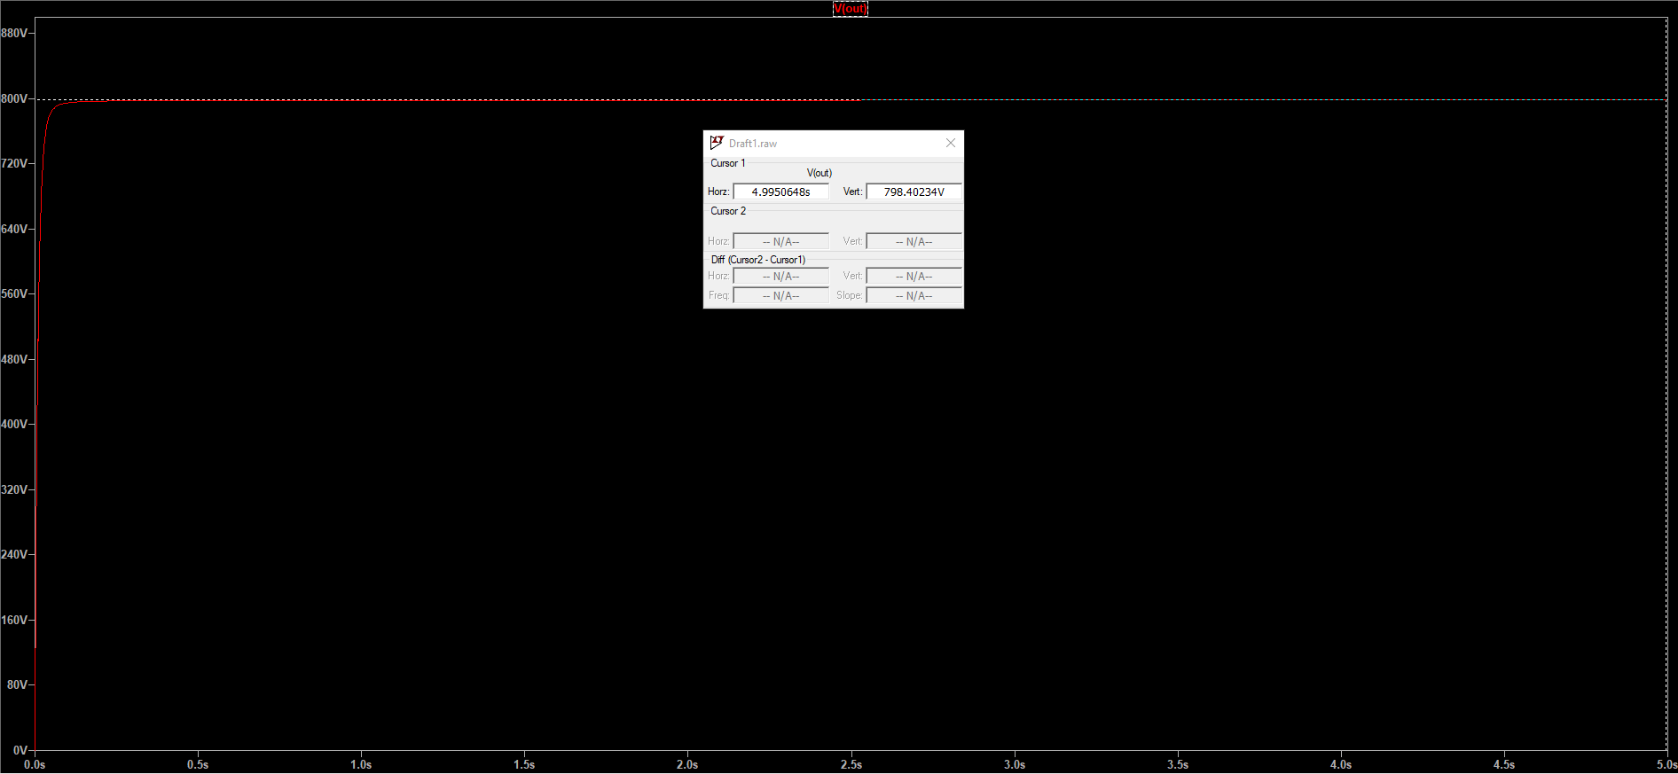 V(out)
880V
800V
720V
640V
560V
480V
400V
320V
240V
160V
80V
0V
Draft1.raw
Cursor 1
V(out)
Horz: 4.9950648s Vert: 798.40234V
Cursor 2
Horz: -- N/A-- Vert: -- N/A--
Diff (Cursor2 - Cursor1)
Horz: -- N/A-- Vert: -- N/A--
Freq: -- N/A-- Slope: -- N/A--
0.0s 0.5s 1.0s 1.5s 2.0s 2.5s 3.0s 3.5s 4.0s 4.5s 5.0s